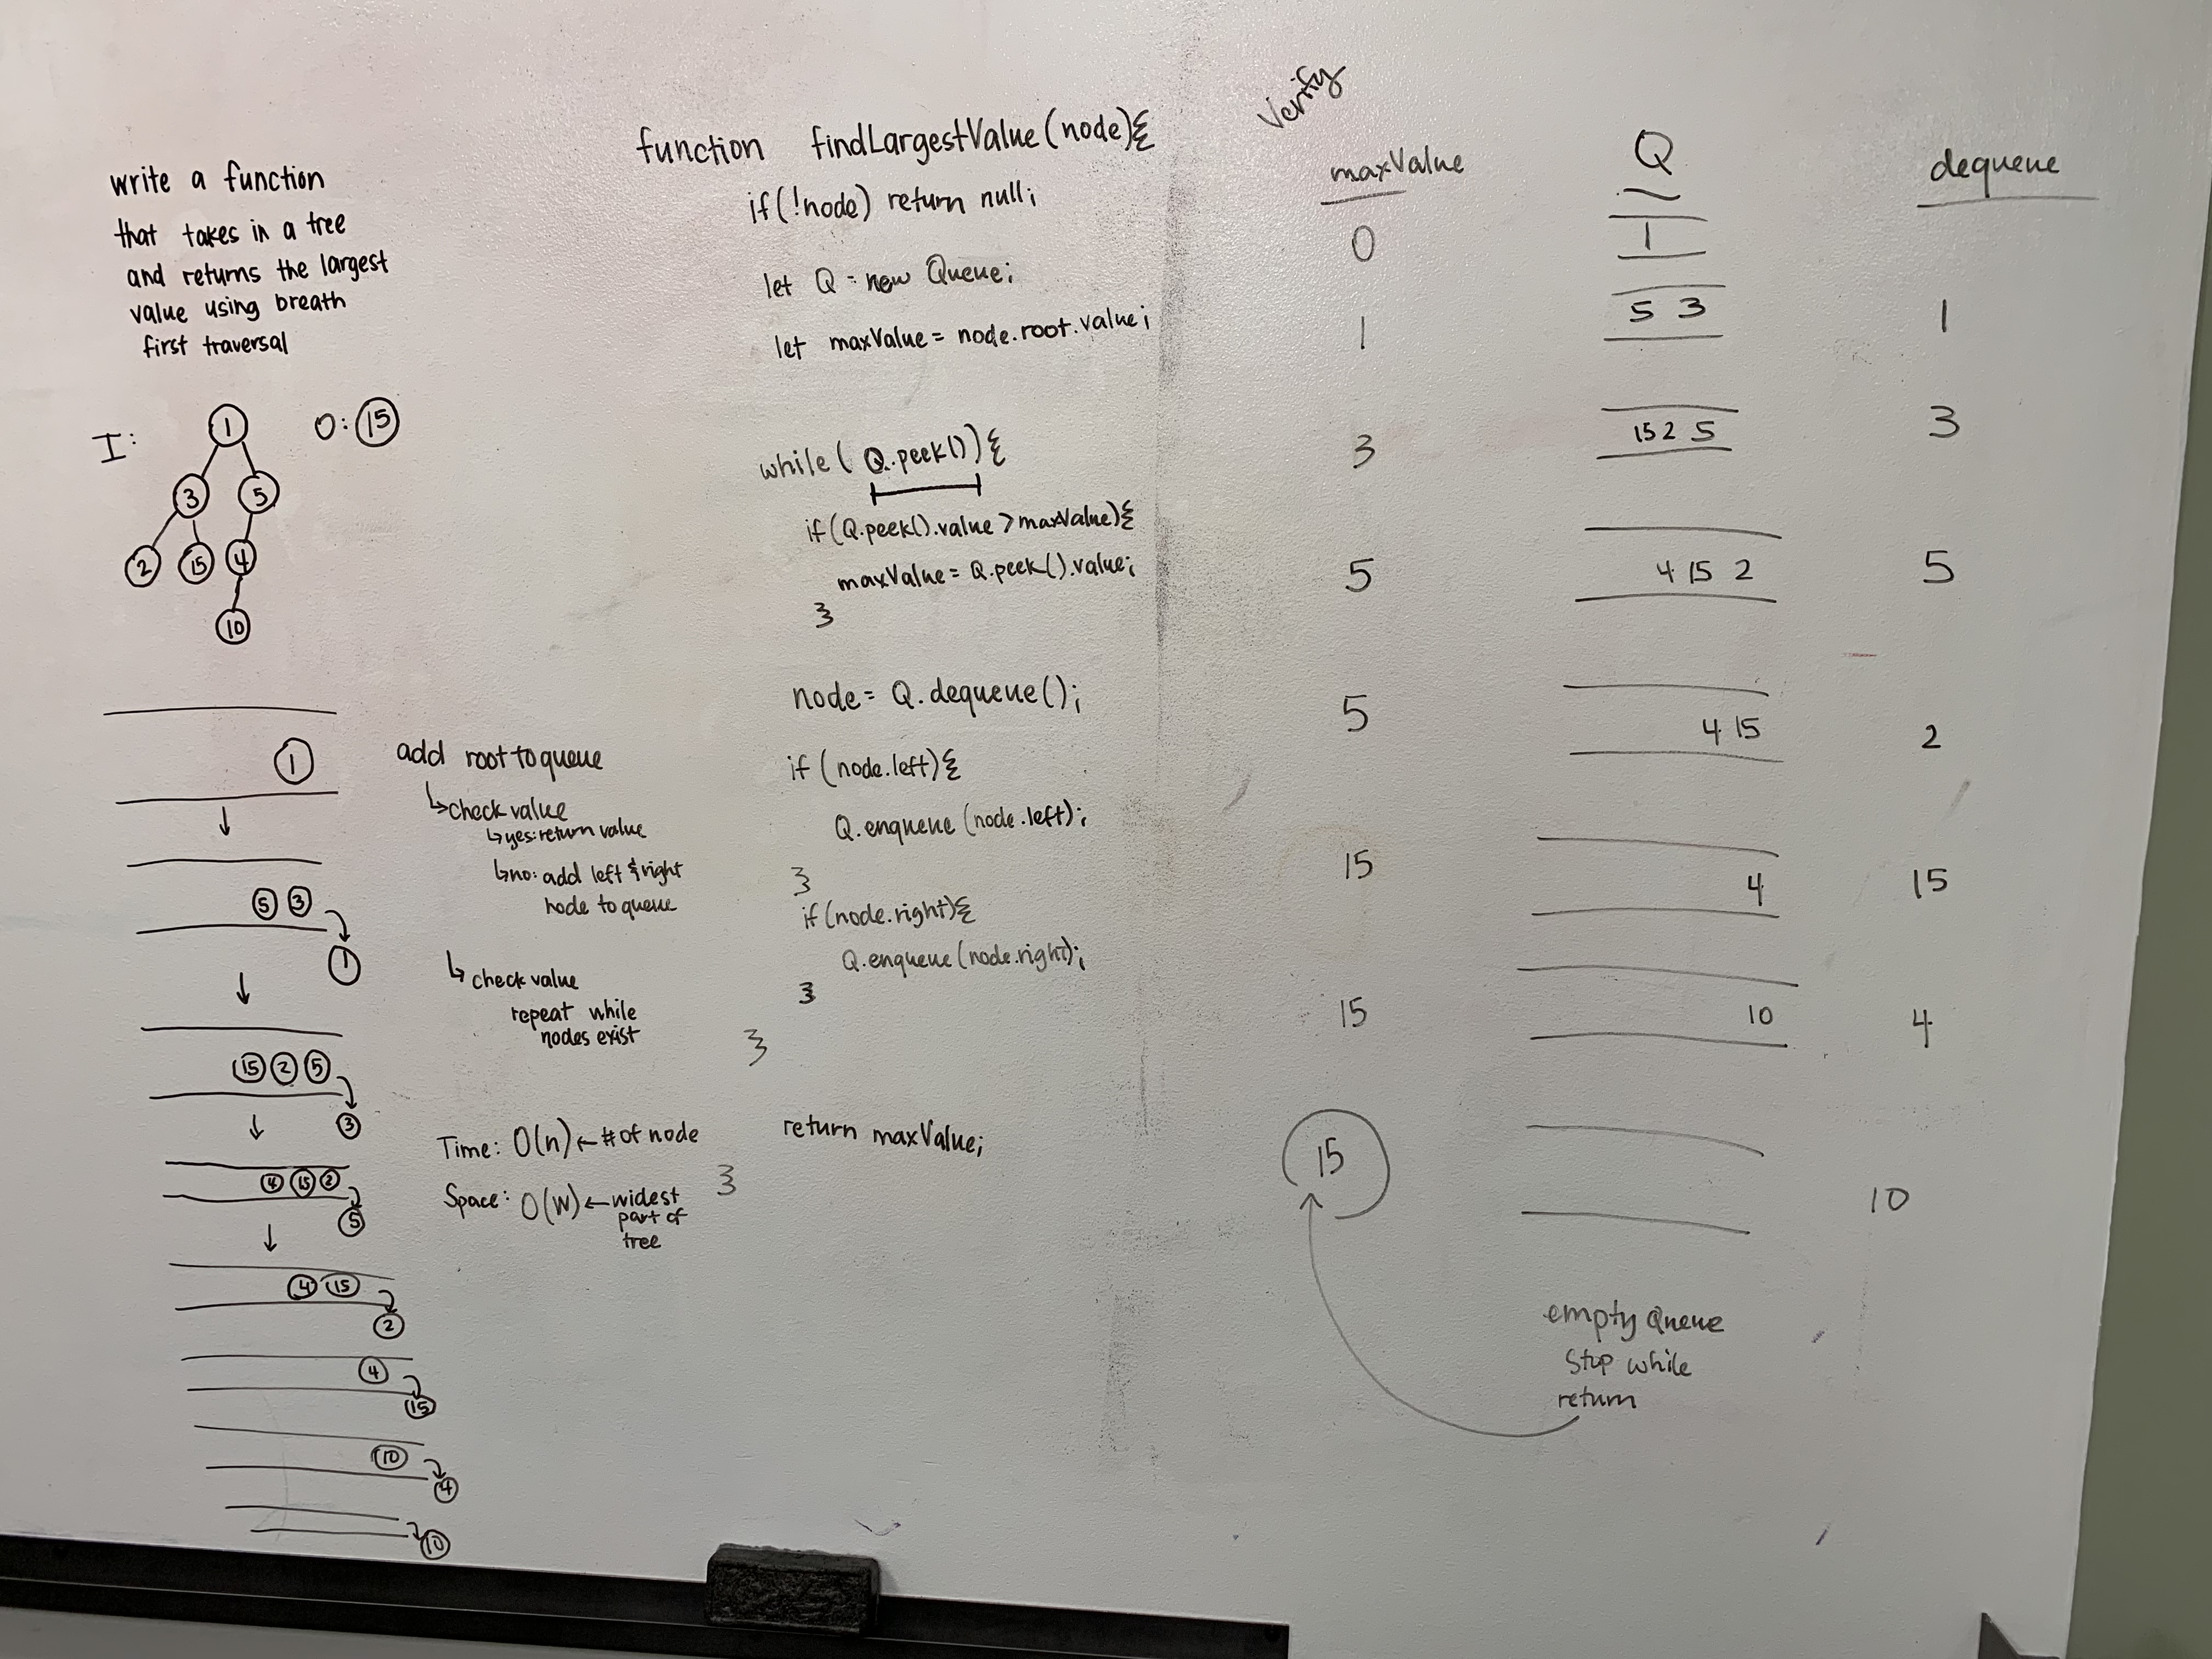 write a function
that takes in a tree
and returns the largest
value using breath
first traversal
I:
O: 15
1
3 5
2 15 4
10
1
5 3
1
15 2 5
3
4 15 2
5
4 15
2
4
15
10
4
10
add root to queue
↳ check value
↳ yes: return value
↳ no: add left & right
node to queue
↳ check value
repeat while
nodes exist
Time: O(n) ← # of node
Space: O(W) ← widest
part of
tree
function findLargestValue(node){
if(!node) return null;
let Q = new Queue;
let maxValue = node.root.value;
while( Q.peek()){
if(Q.peek().value > maxValue){
maxValue = Q.peek().value;
}
node = Q.dequeue();
if (node.left){
Q.enqueue (node.left);
}
if (node.right){
Q.enqueue (node.right);
}
}
return maxValue;
}
Verify
maxValue Q dequeue
0 1
1 5 3 1
3 15 2 5 3
5 4 15 2 5
5 4 15 2
15 4 15
15 10 4
15 10
empty Queue
Stop while
return